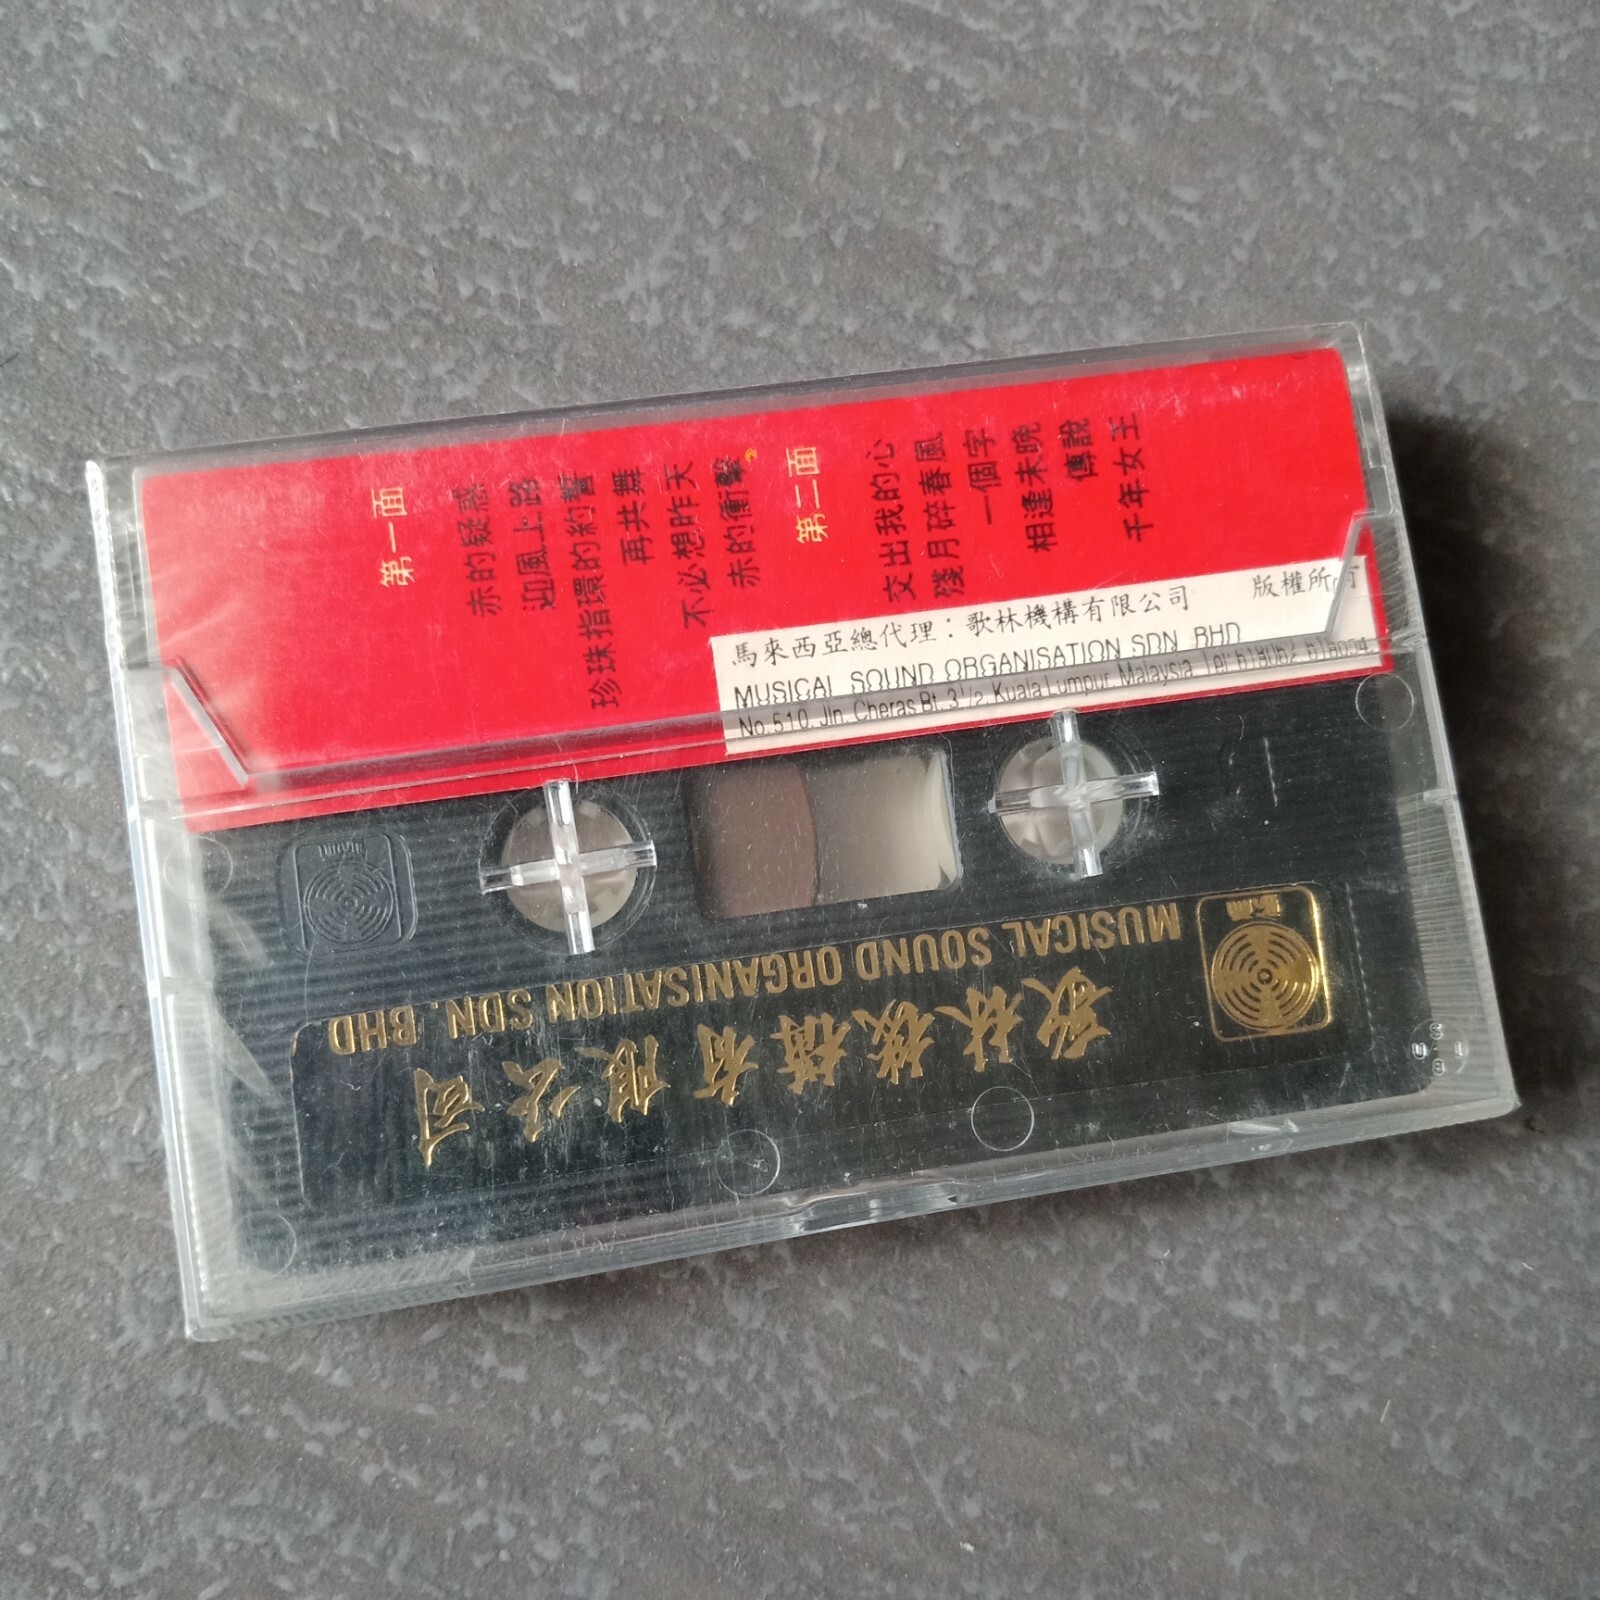 第一面
赤的疑惑
迎風上路
珍珠指環的約誓
再共舞
不必想昨天
赤的衝擊
第二面
交出我的心
殘月碎春風
一個字
相逢未晚
傳說
千年女王
馬來西亞總代理：歌林機構有限公司 版權所有
MUSICAL SOUND ORGANISATION SDN. BHD
No. 510, Jln. Cheras Bt. 3 1/2, Kuala Lumpur, Malaysia. Tel:
歌林機構有限公司
MUSICAL SOUND ORGANISATION SDN. BHD